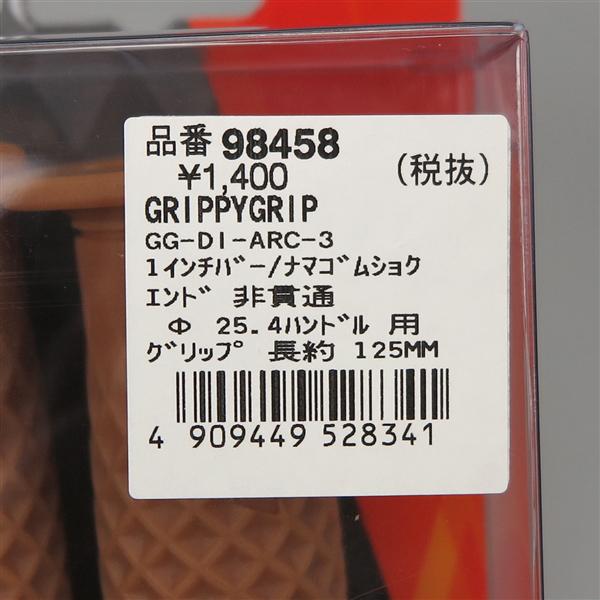 品番 98458
¥1,400 (税抜)
GRIPPYGRIP
GG-DI-ARC-3
1インチバー/ナマゴムショク
エンド 非貫通
Φ 25.4ハンドル 用
グリップ 長約 125MM
4 909449 528341